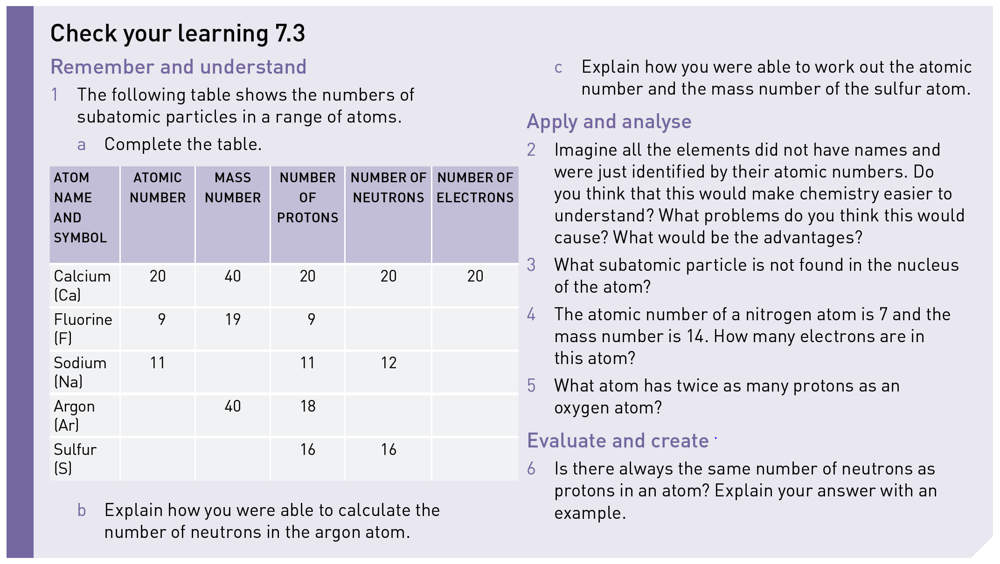 Check your learning 7.3
Remember and understand
1 The following table shows the numbers of
subatomic particles in a range of atoms.
a Complete the table.
ATOM NAME AND SYMBOL ATOMIC NUMBER MASS NUMBER NUMBER OF PROTONS NUMBER OF NEUTRONS NUMBER OF ELECTRONS
Calcium (Ca) 20 40 20 20 20
Fluorine (F) 9 19 9
Sodium (Na) 11 11 12
Argon (Ar) 40 18
Sulfur (S) 16 16
b Explain how you were able to calculate the
number of neutrons in the argon atom.
c Explain how you were able to work out the atomic
number and the mass number of the sulfur atom.
Apply and analyse
2 Imagine all the elements did not have names and
were just identified by their atomic numbers. Do
you think that this would make chemistry easier to
understand? What problems do you think this would
cause? What would be the advantages?
3 What subatomic particle is not found in the nucleus
of the atom?
4 The atomic number of a nitrogen atom is 7 and the
mass number is 14. How many electrons are in
this atom?
5 What atom has twice as many protons as an
oxygen atom?
Evaluate and create
6 Is there always the same number of neutrons as
protons in an atom? Explain your answer with an
example.